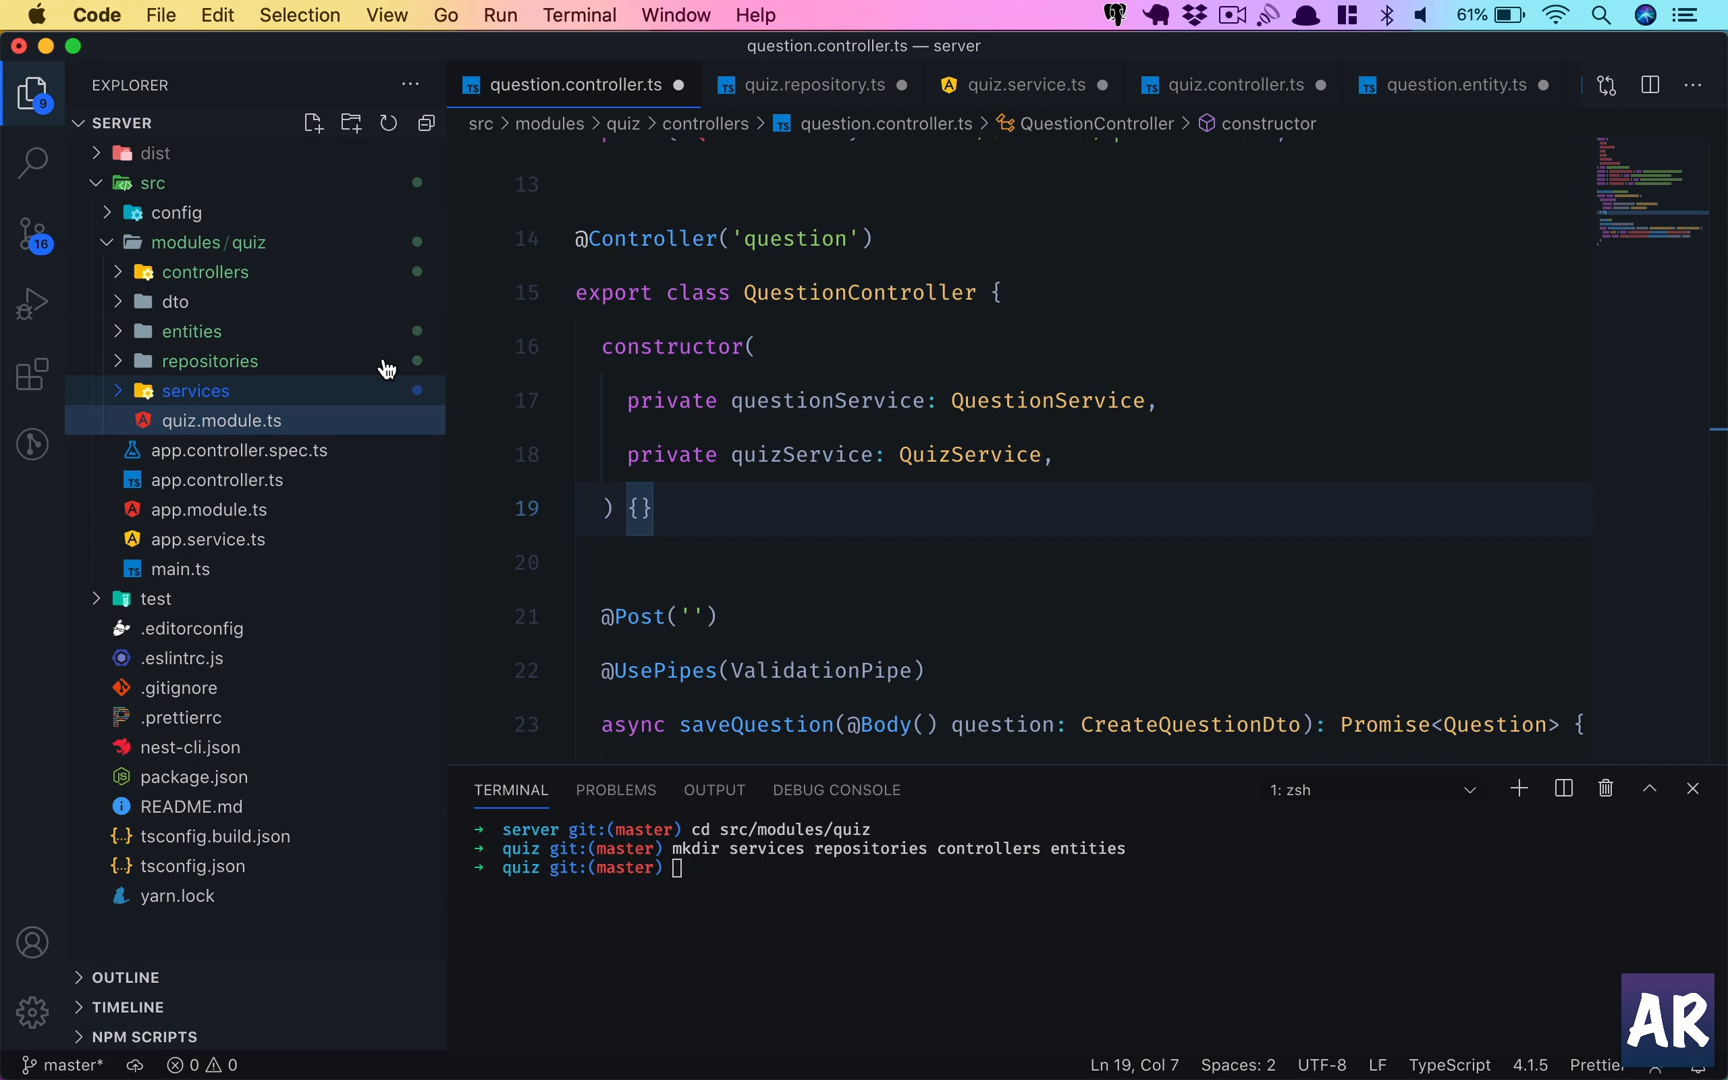 Code File Edit Selection View Go Run Terminal Window Help 61%
question.controller.ts — server
EXPLORER
question.controller.ts quiz.repository.ts quiz.service.ts quiz.controller.ts question.entity.ts
9
SERVER
src > modules > quiz > controllers > TS question.controller.ts > QuestionController > constructor
dist
src
config
modules / quiz
controllers
dto
entities
repositories
services
quiz.module.ts
app.controller.spec.ts
app.controller.ts
app.module.ts
app.service.ts
main.ts
test
.editorconfig
.eslintrc.js
.gitignore
.prettierrc
nest-cli.json
package.json
README.md
tsconfig.build.json
tsconfig.json
yarn.lock
OUTLINE
TIMELINE
NPM SCRIPTS
16
13
14 @Controller('question')
15 export class QuestionController {
16 constructor(
17 private questionService: QuestionService,
18 private quizService: QuizService,
19 ) {}
20
21 @Post('')
22 @UsePipes(ValidationPipe)
23 async saveQuestion(@Body() question: CreateQuestionDto): Promise<Question> {
TERMINAL PROBLEMS OUTPUT DEBUG CONSOLE 1: zsh
→ server git:(master) cd src/modules/quiz
→ quiz git:(master) mkdir services repositories controllers entities
→ quiz git:(master)
AR
master* 0 0 Ln 19, Col 7 Spaces: 2 UTF-8 LF TypeScript 4.1.5